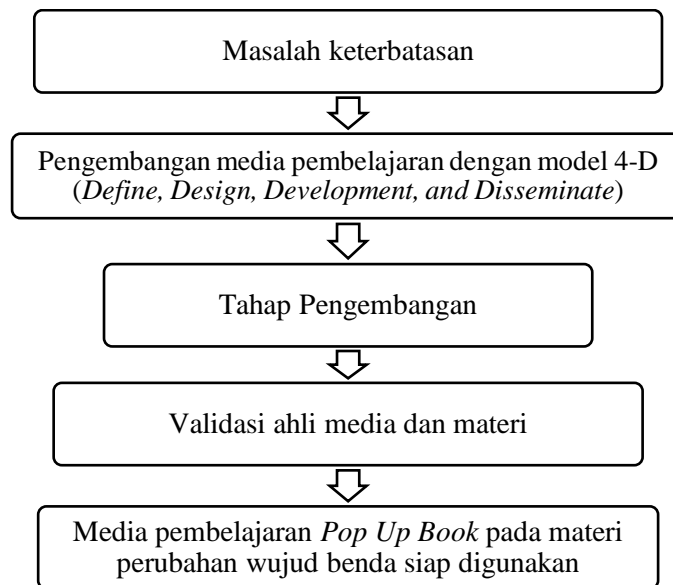 Masalah keterbatasan
Pengembangan media pembelajaran dengan model 4-D
(Define, Design, Development, and Disseminate)
Tahap Pengembangan
Validasi ahli media dan materi
Media pembelajaran Pop Up Book pada materi
perubahan wujud benda siap digunakan